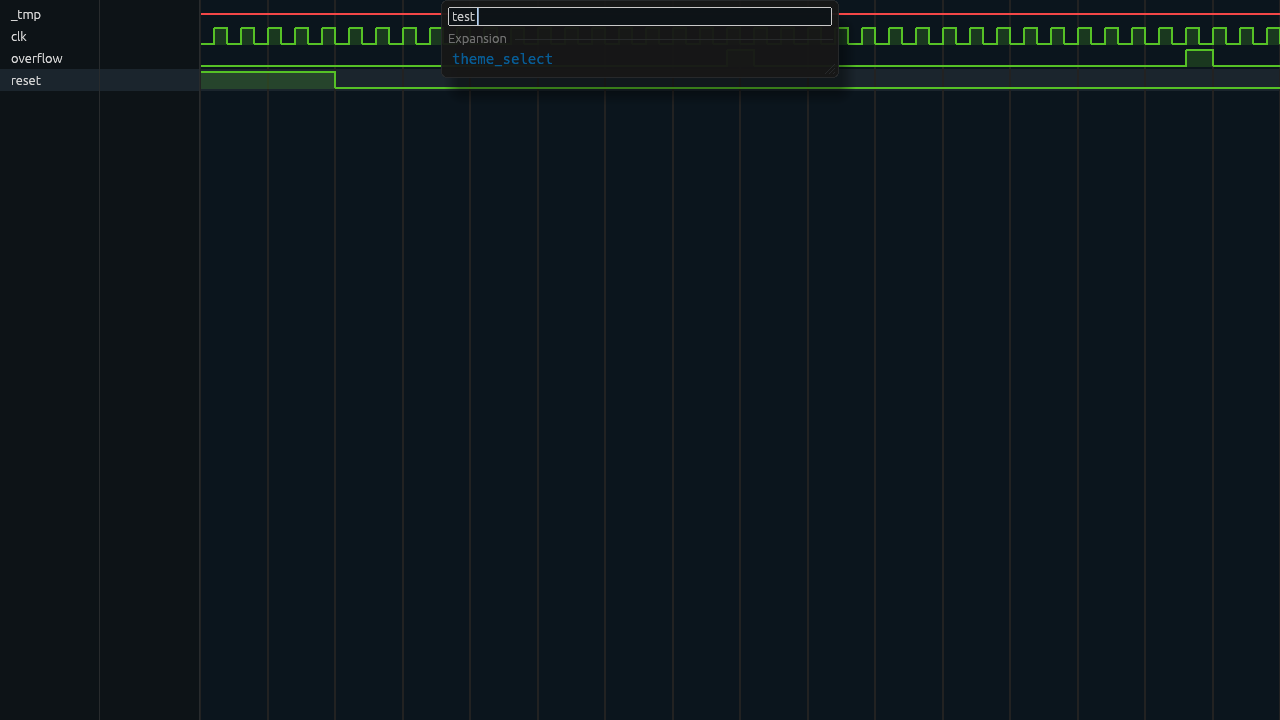 _tmp
clk
overflow
reset
test
Expansion
theme_select